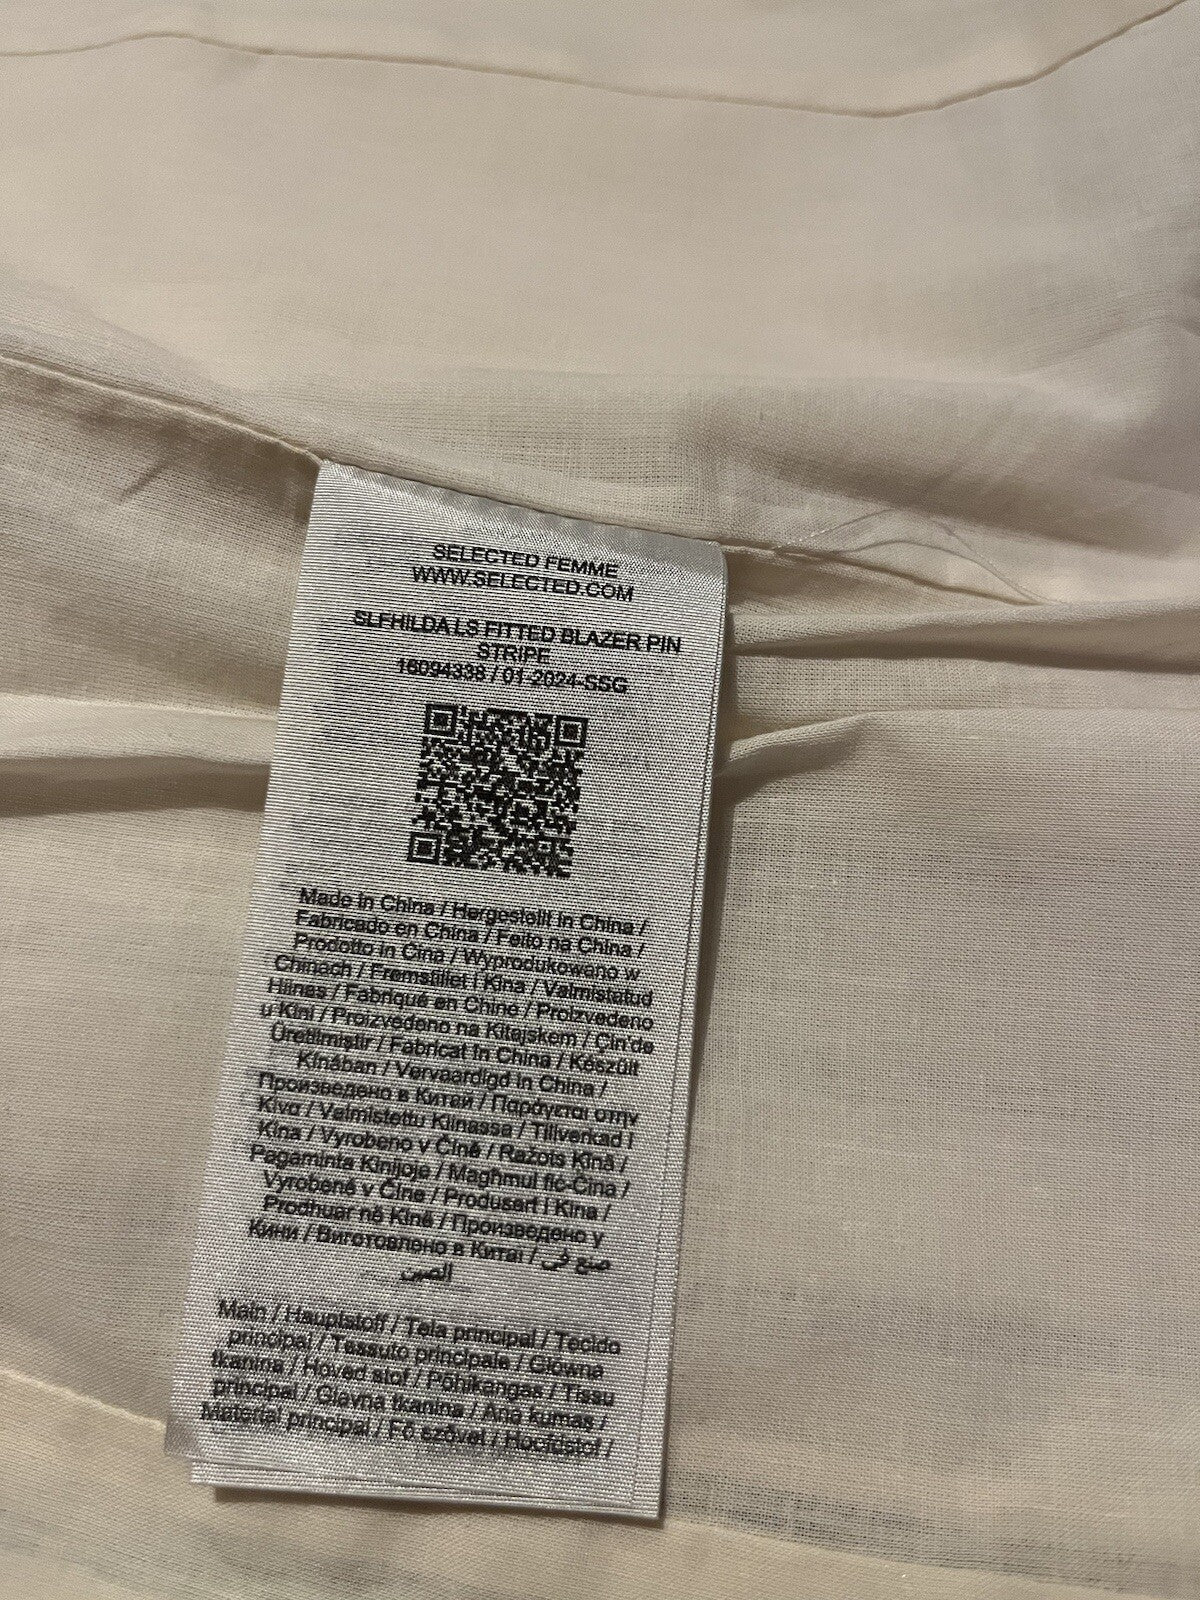 SELECTED FEMME
WWW.SELECTED.COM
SLFHILDA LS FITTED BLAZER PIN
STRIPE
16094338 / 01-2024-SSG
Made in China / Hergestellt in China /
Fabricado en China / Feito na China /
Prodotto in Cina / Wyprodukowano w
Chinach / Fremstillet i Kina / Valmistatud
Hiinas / Fabriqué en Chine / Proizvedeno
u Kini / Proizvedeno na Kitajskem / Çin'de
Üretilmiştir / Fabricat în China / Készült
Kínában / Vervaardigd in China /
Произведено в Китай / Παράγεται στην
Κίνα / Valmistettu Kiinassa / Tillverkad i
Kina / Vyrobeno v Číně / Ražots Ķīnā /
Pagaminta Kinijoje / Magħmul fiċ-Ċina /
Vyrobené v Číne / Produsert i Kina /
Prodhuar në Kinë / Произведено у
Кини / Виготовлено в Китаї / صنع في
الصين
Main / Hauptstoff / Tela principal / Tecido
principal / Tessuto principale / Główna
tkanina / Hoved stof / Põhikangas / Tissu
principal / Glavna tkanina / Ana kumaş /
Material principal / Fő szövet / Hoofdstof /